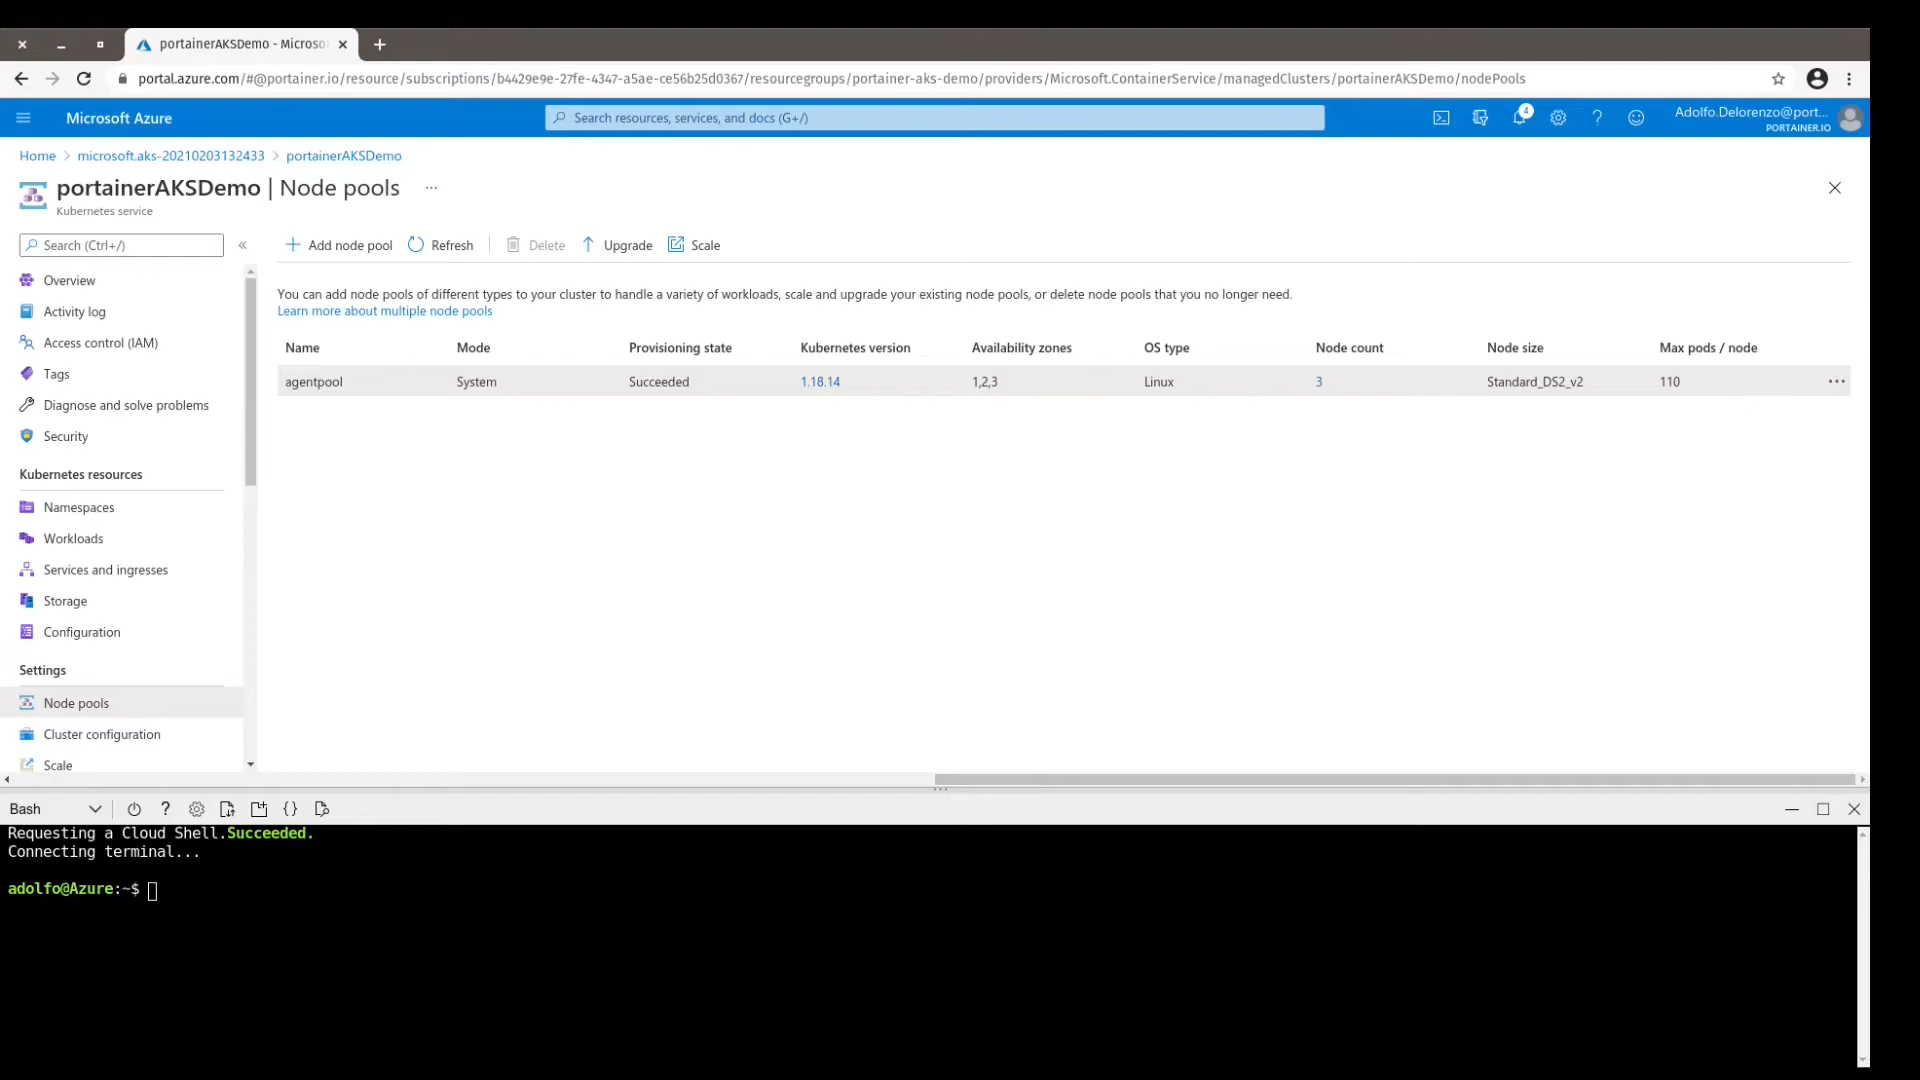 portainerAKSDemo - Microso
portal.azure.com/#@portainer.io/resource/subscriptions/b4429e9e-27fe-4347-a5ae-ce56b25d0367/resourcegroups/portainer-aks-demo/providers/Microsoft.ContainerService/managedClusters/portainerAKSDemo/nodePools
Microsoft Azure
Search resources, services, and docs (G+/)
4
Adolfo.Delorenzo@port...
PORTAINER.IO
Home > microsoft.aks-20210203132433 > portainerAKSDemo
portainerAKSDemo | Node pools ...
Kubernetes service
Search (Ctrl+/)
«
Add node pool
Refresh
Delete
Upgrade
Scale
Overview
Activity log
Access control (IAM)
Tags
Diagnose and solve problems
Security
Kubernetes resources
Namespaces
Workloads
Services and ingresses
Storage
Configuration
Settings
Node pools
Cluster configuration
Scale
You can add node pools of different types to your cluster to handle a variety of workloads, scale and upgrade your existing node pools, or delete node pools that you no longer need.
Learn more about multiple node pools
Name Mode Provisioning state Kubernetes version Availability zones OS type Node count Node size Max pods / node
agentpool System Succeeded 1.18.14 1,2,3 Linux 3 Standard_DS2_v2 110 ...
Bash
? {}
Requesting a Cloud Shell.Succeeded.
Connecting terminal...
adolfo@Azure:~$